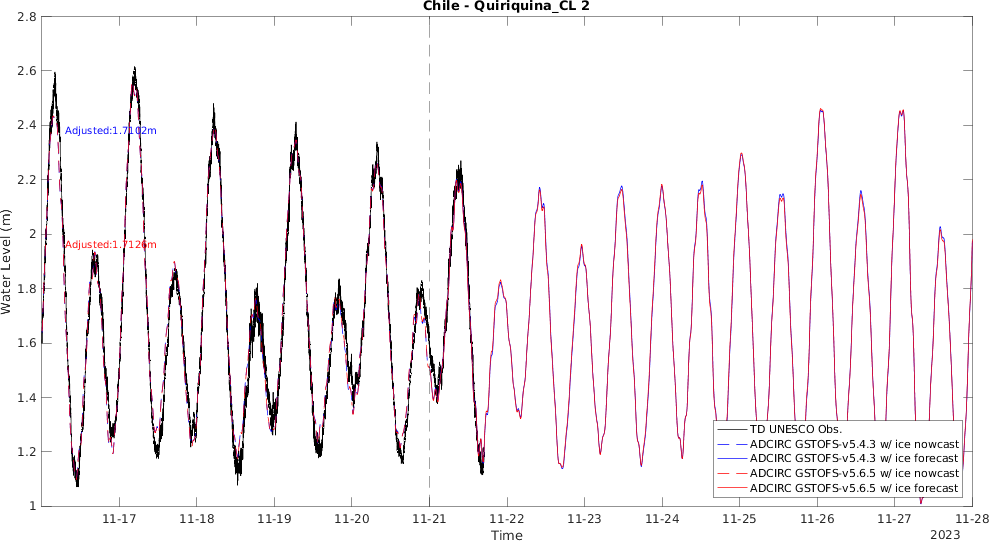 Chile - Quiriquina_CL 2
2.8
2.6
2.4
2.2
2
1.8
1.6
1.4
1.2
1
Water Level (m)
Adjusted:1.7102m
Adjusted:1.7126m
TD UNESCO Obs.
ADCIRC GSTOFS-v5.4.3 w/ ice nowcast
ADCIRC GSTOFS-v5.4.3 w/ ice forecast
ADCIRC GSTOFS-v5.6.5 w/ ice nowcast
ADCIRC GSTOFS-v5.6.5 w/ ice forecast
11-17 11-18 11-19 11-20 11-21 11-22 11-23 11-24 11-25 11-26 11-27 11-28
Time
2023